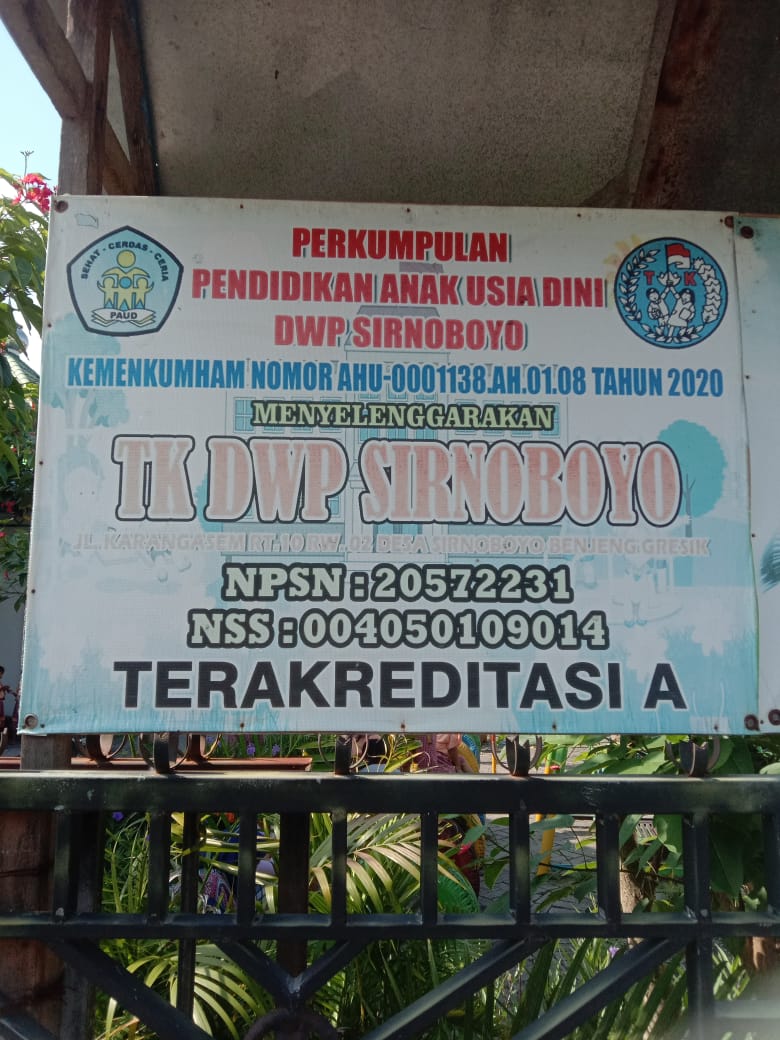 SEHAT - CERDAS - CERIA
PAUD
PERKUMPULAN
PENDIDIKAN ANAK USIA DINI
DWP SIRNOBOYO
TK
KEMENKUMHAM NOMOR AHU-0001138.AH.01.08 TAHUN 2020
MENYELENGGARAKAN
TK DWP SIRNOBOYO
JL. KARANGASEM RT.10 RW. 02 DESA SIRNOBOYO BENJENG GRESIK
NPSN : 20572231
NSS : 004050109014
TERAKREDITASI A